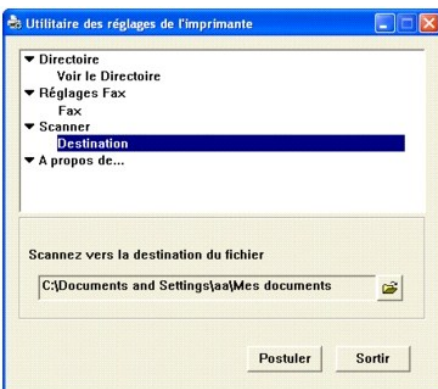 Utilitaire des réglages de l'imprimante
Directoire
Voir le Directoire
Réglages Fax
Fax
Scanner
Destination
A propos de...
Scannez vers la destination du fichier
C:\Documents and Settings\aa\Mes documents
Postuler Sortir